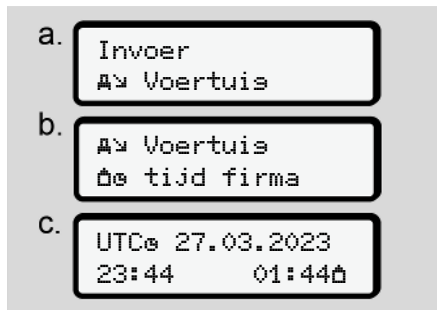 a.
Invoer
Voertuig
b.
Voertuig
tijd firma
c.
UTC 27.03.2023
23:44 01:44